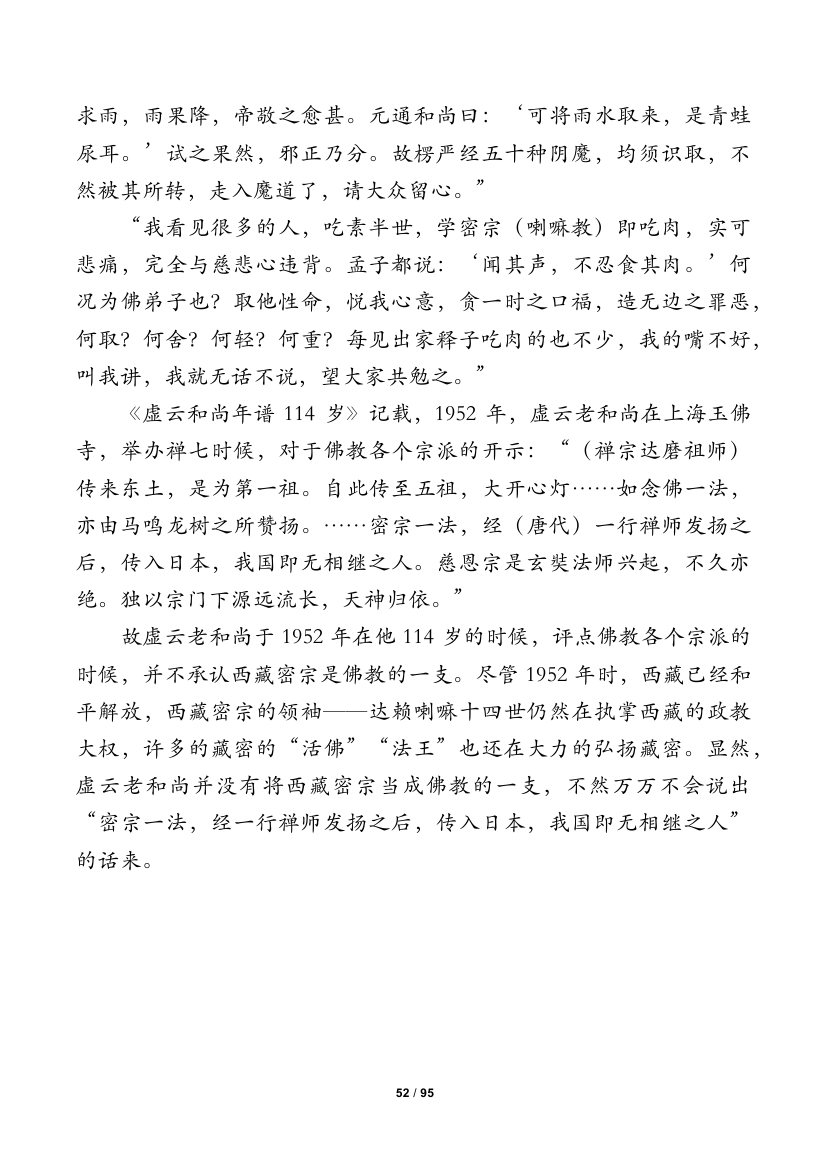 求雨，雨果降，帝敬之愈甚。元通和尚曰：‘可将雨水取来，是青蛙
尿耳。’试之果然，邪正乃分。故楞严经五十种阴魔，均须识取，不
然被其所转，走入魔道了，请大众留心。”
“我看见很多的人，吃素半世，学密宗（喇嘛教）即吃肉，实可
悲痛，完全与慈悲心违背。孟子都说：‘闻其声，不忍食其肉。’何
况为佛弟子也？取他性命，悦我心意，贪一时之口福，造无边之罪恶，
何取？何舍？何轻？何重？每见出家释子吃肉的也不少，我的嘴不好，
叫我讲，我就无话不说，望大家共勉之。”
《虚云和尚年谱 114 岁》记载，1952 年，虚云老和尚在上海玉佛
寺，举办禅七时候，对于佛教各个宗派的开示：“（禅宗达磨祖师）
传来东土，是为第一祖。自此传至五祖，大开心灯……如念佛一法，
亦由马鸣龙树之所赞扬。……密宗一法，经（唐代）一行禅师发扬之
后，传入日本，我国即无相继之人。慈恩宗是玄奘法师兴起，不久亦
绝。独以宗门下源远流长，天神归依。”
故虚云老和尚于 1952 年在他 114 岁的时候，评点佛教各个宗派的
时候，并不承认西藏密宗是佛教的一支。尽管 1952 年时，西藏已经和
平解放，西藏密宗的领袖——达赖喇嘛十四世仍然在执掌西藏的政教
大权，许多的藏密的“活佛”“法王”也还在大力的弘扬藏密。显然，
虚云老和尚并没有将西藏密宗当成佛教的一支，不然万万不会说出
“密宗一法，经一行禅师发扬之后，传入日本，我国即无相继之人”
的话来。
52 / 95